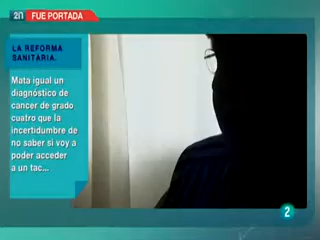 2N FUE PORTADA
LA REFORMA
SANITARIA.
Mata igual un
diagnóstico de
cancer de grado
cuatro que la
incertidumbre de
no saber si voy a
poder acceder
a un tac...
2